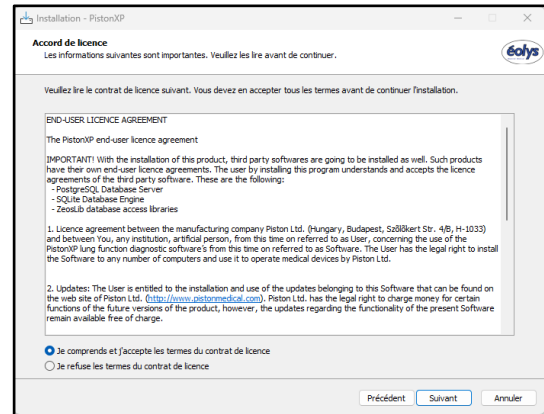 Installation - PistonXP
Accord de licence
Les informations suivantes sont importantes. Veuillez les lire avant de continuer.
éolys
Veuillez lire le contrat de licence suivant. Vous devez en accepter tous les termes avant de continuer l'installation.
END-USER LICENCE AGREEMENT
The PistonXP end-user licence agreement
IMPORTANT! With the installation of this product, third party softwares are going to be installed as well. Such products
have their own end-user licence agreements. The user by installing this program understands and accepts the licence
agreements of the third party software. These are the following:
- PostgreSQL Database Server
- SQLite Database Engine
- ZeosLib database access libraries
1. Licence agreement between the manufacturing company Piston Ltd. (Hungary, Budapest, Szőlőkert Str. 4/B, H-1033)
and between You, any institution, artificial person, from this time on referred to as User, concerning the use of the
PistonXP lung function diagnostic software's from this time on referred to as Software. The User has the legal right to install
the Software to any number of computers and use it to operate medical devices by Piston Ltd.
2. Updates: The User is entitled to the installation and use of the updates belonging to this Software that can be found on
the web site of Piston Ltd. (http://www.pistonmedical.com). Piston Ltd. has the legal right to charge money for certain
functions of the future versions of the product, however, the updates regarding the functionality of the present Software
remain available free of charge.
Je comprends et j'accepte les termes du contrat de licence
Je refuse les termes du contrat de licence
Précédent Suivant Annuler